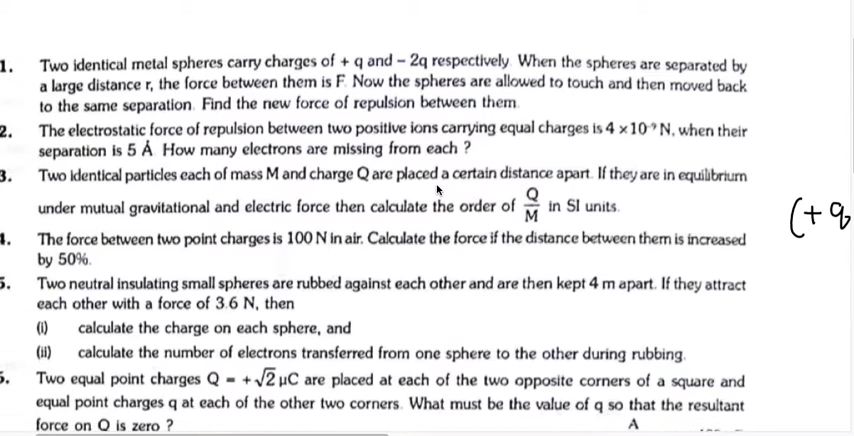 1. Two identical metal spheres carry charges of + q and – 2q respectively. When the spheres are separated by
a large distance r, the force between them is F. Now the spheres are allowed to touch and then moved back
to the same separation. Find the new force of repulsion between them.
2. The electrostatic force of repulsion between two positive ions carrying equal charges is 4 × 10⁻⁹ N, when their
separation is 5 Å. How many electrons are missing from each ?
3. Two identical particles each of mass M and charge Q are placed a certain distance apart. If they are in equilibrium
under mutual gravitational and electric force then calculate the order of Q/M in SI units.
(+q
4. The force between two point charges is 100 N in air. Calculate the force if the distance between them is increased
by 50%.
5. Two neutral insulating small spheres are rubbed against each other and are then kept 4 m apart. If they attract
each other with a force of 3.6 N, then
(i) calculate the charge on each sphere, and
(ii) calculate the number of electrons transferred from one sphere to the other during rubbing.
Two equal point charges Q = +√2 μC are placed at each of the two opposite corners of a square and
equal point charges q at each of the other two corners. What must be the value of q so that the resultant
force on Q is zero ?
A